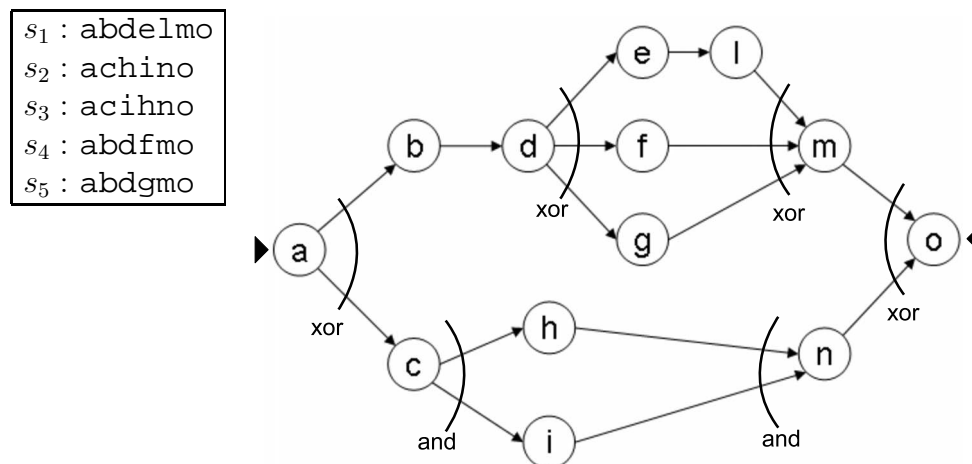 s₁ : abdelmo
s₂ : achino
s₃ : acihno
s₄ : abdfmo
s₅ : abdgmo
e l
b d f m
xor xor
g
a o
xor xor
h
c n
and and
i